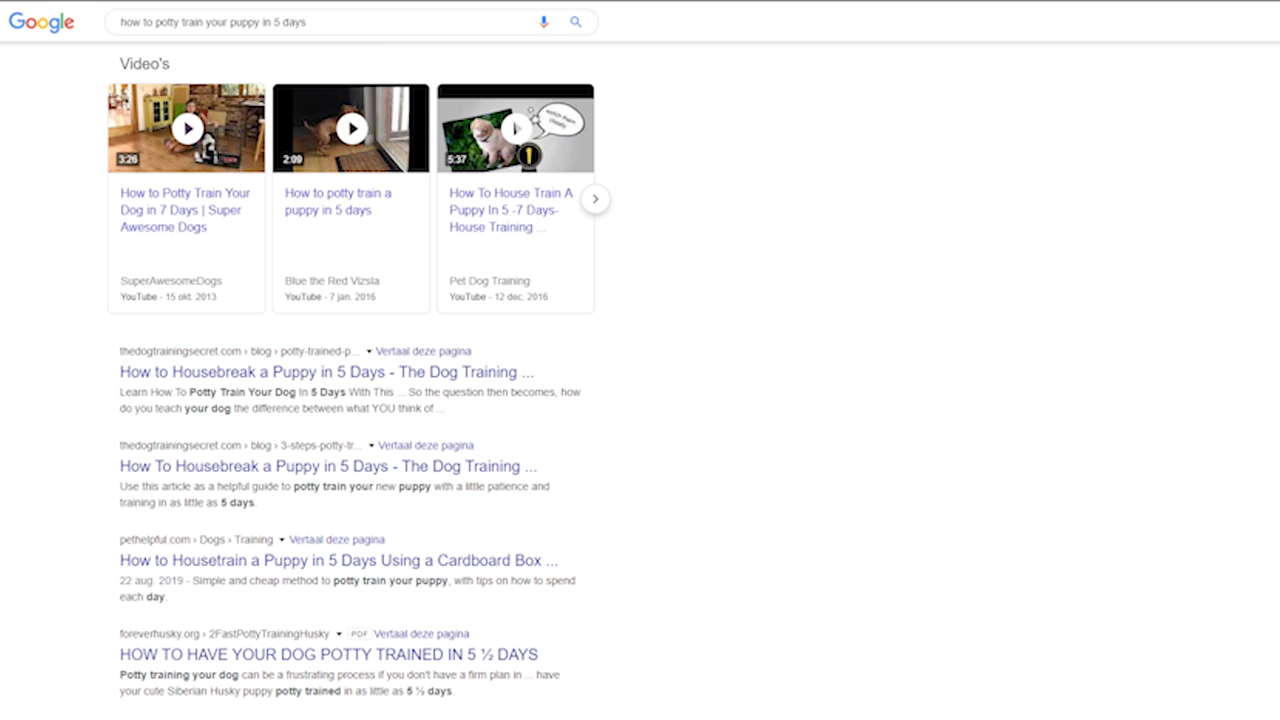 Google
how to potty train your puppy in 5 days
Video's
3:26
2:09
5:37
1
How to Potty Train Your
Dog in 7 Days | Super
Awesome Dogs
SuperAwesomeDogs
YouTube - 15 okt. 2013
How to potty train a
puppy in 5 days
Blue the Red Vizsla
YouTube - 7 jan. 2016
How To House Train A
Puppy In 5 -7 Days-
House Training ...
Pet Dog Training
YouTube - 12 dec. 2016
thedogtrainingsecret.com › blog › potty-trained-p... Vertaal deze pagina
How to Housebreak a Puppy in 5 Days - The Dog Training ...
Learn How To Potty Train Your Dog In 5 Days With This ... So the question then becomes, how
do you teach your dog the difference between what YOU think of ...
thedogtrainingsecret.com › blog › 3-steps-potty-tr... Vertaal deze pagina
How To Housebreak a Puppy in 5 Days - The Dog Training ...
Use this article as a helpful guide to potty train your new puppy with a little patience and
training in as little as 5 days.
pethelpful.com › Dogs › Training Vertaal deze pagina
How to Housetrain a Puppy in 5 Days Using a Cardboard Box ...
22 aug. 2019 - Simple and cheap method to potty train your puppy, with tips on how to spend
each day.
foreverhusky.org › 2FastPottyTrainingHusky PDF Vertaal deze pagina
HOW TO HAVE YOUR DOG POTTY TRAINED IN 5 ½ DAYS
Potty training your dog can be a frustrating process if you don't have a firm plan in ... have
your cute Siberian Husky puppy potty trained in as little as 5 ½ days.